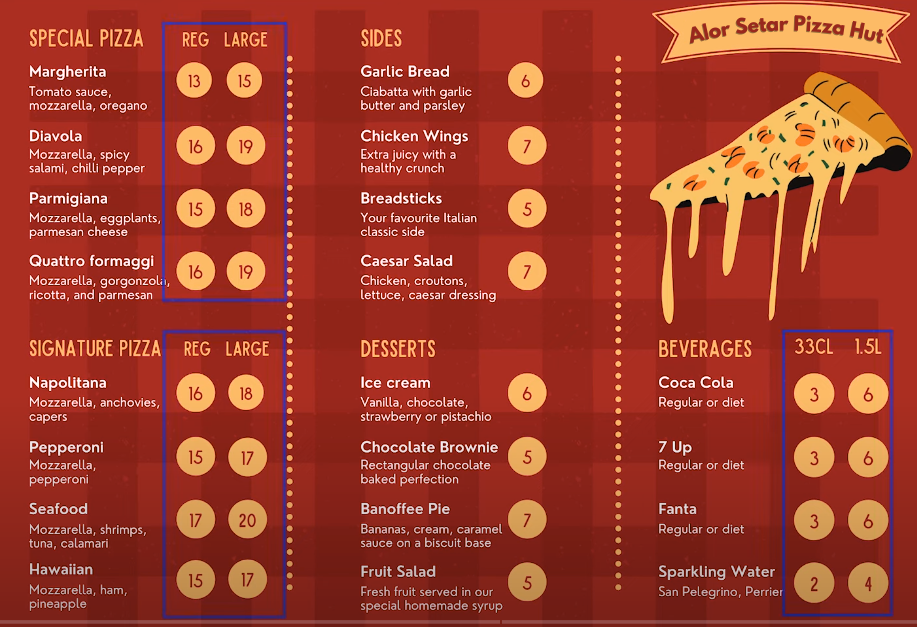 Alor Setar Pizza Hut
SPECIAL PIZZA REG LARGE
Margherita 13 15
Tomato sauce,
mozzarella, oregano
Diavola 16 19
Mozzarella, spicy
salami, chilli pepper
Parmigiana 15 18
Mozzarella, eggplants,
parmesan cheese
Quattro formaggi 16 19
Mozzarella, gorgonzola,
ricotta, and parmesan
SIGNATURE PIZZA REG LARGE
Napolitana 16 18
Mozzarella, anchovies,
capers
Pepperoni 15 17
Mozzarella,
pepperoni
Seafood 17 20
Mozzarella, shrimps,
tuna, calamari
Hawaiian 15 17
Mozzarella, ham,
pineapple
SIDES
Garlic Bread 6
Ciabatta with garlic
butter and parsley
Chicken Wings 7
Extra juicy with a
healthy crunch
Breadsticks 5
Your favourite Italian
classic side
Caesar Salad 7
Chicken, croutons,
lettuce, caesar dressing
DESSERTS
Ice cream 6
Vanilla, chocolate,
strawberry or pistachio
Chocolate Brownie 5
Rectangular chocolate
baked perfection
Banoffee Pie 7
Bananas, cream, caramel
sauce on a biscuit base
Fruit Salad 5
Fresh fruit served in our
special homemade syrup
BEVERAGES 33CL 1.5L
Coca Cola 3 6
Regular or diet
7 Up 3 6
Regular or diet
Fanta 3 6
Regular or diet
Sparkling Water 2 4
San Pelegrino, Perrier